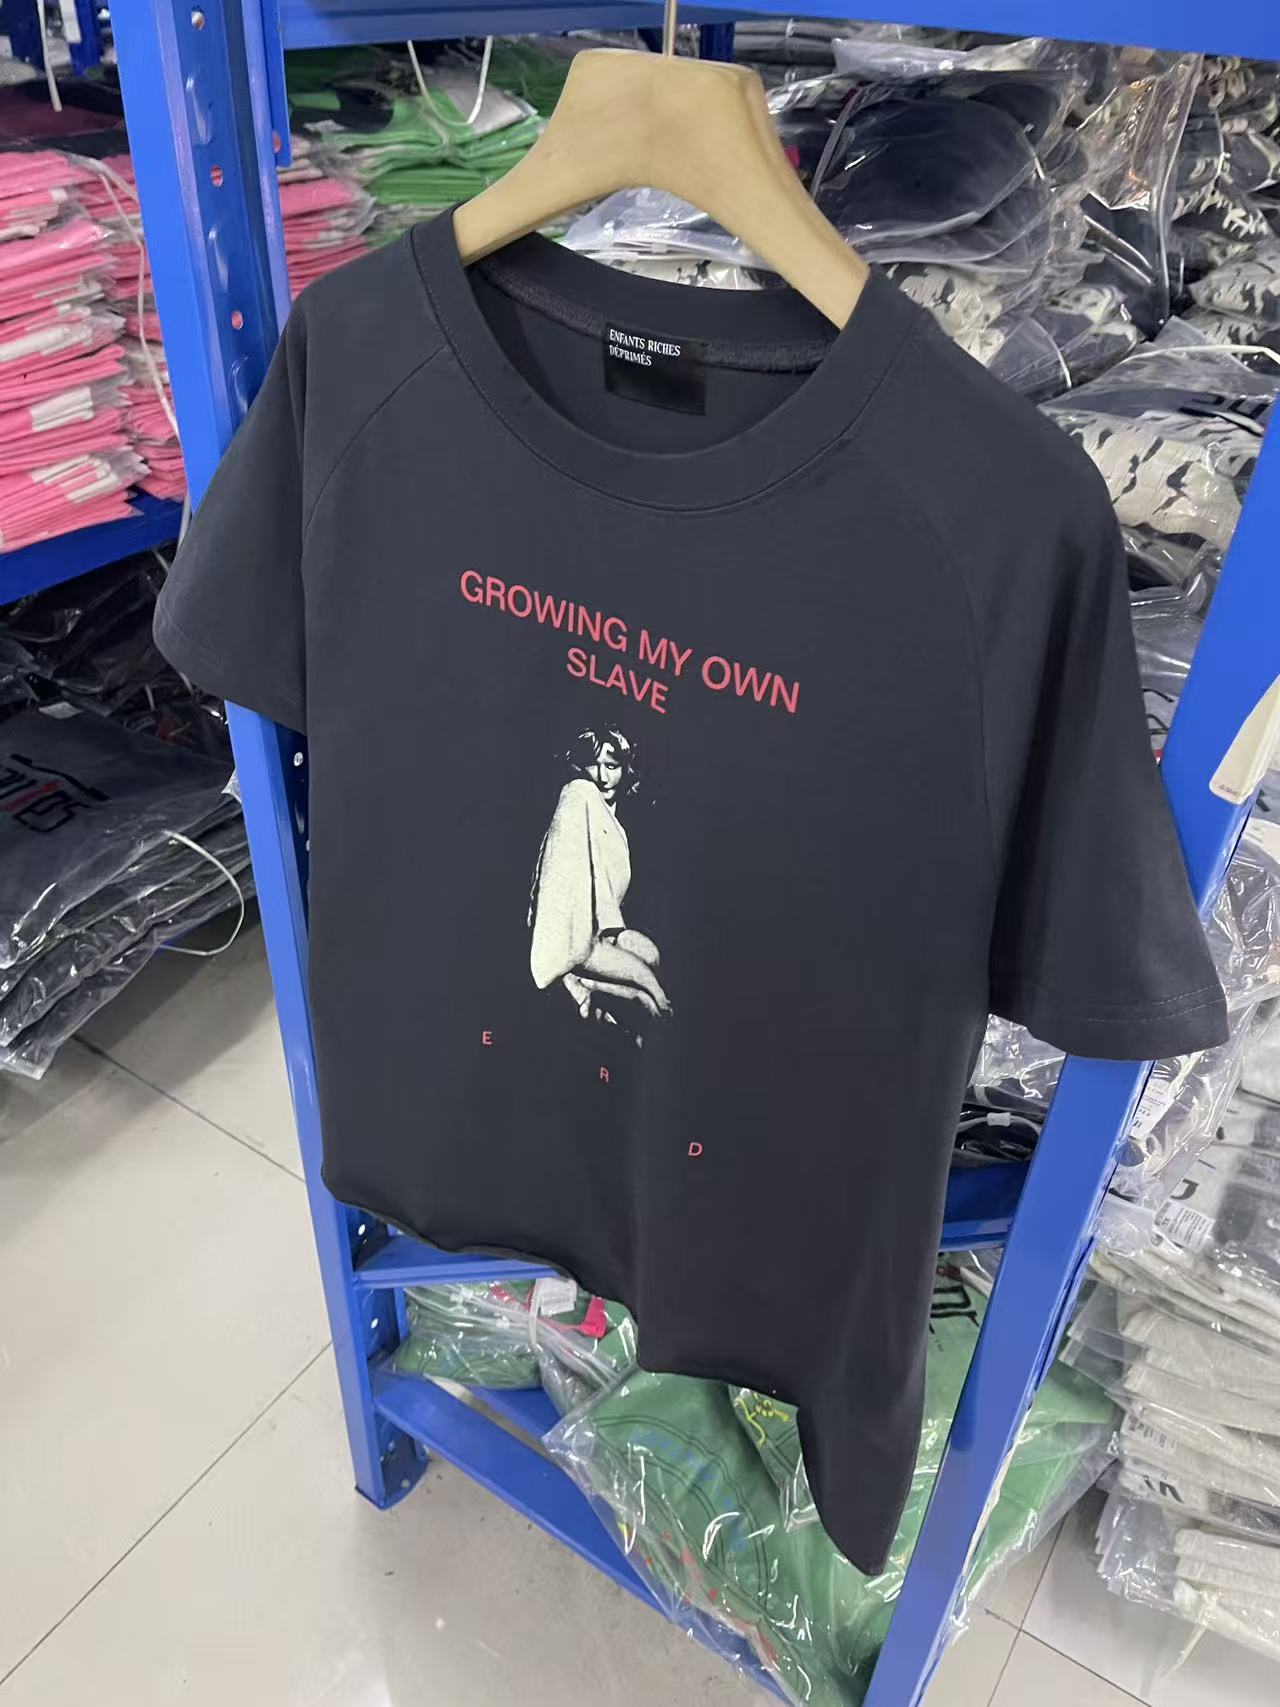 ENFANTS RICHES
DÉPRIMÉS
GROWING MY OWN
SLAVE
E
R
D